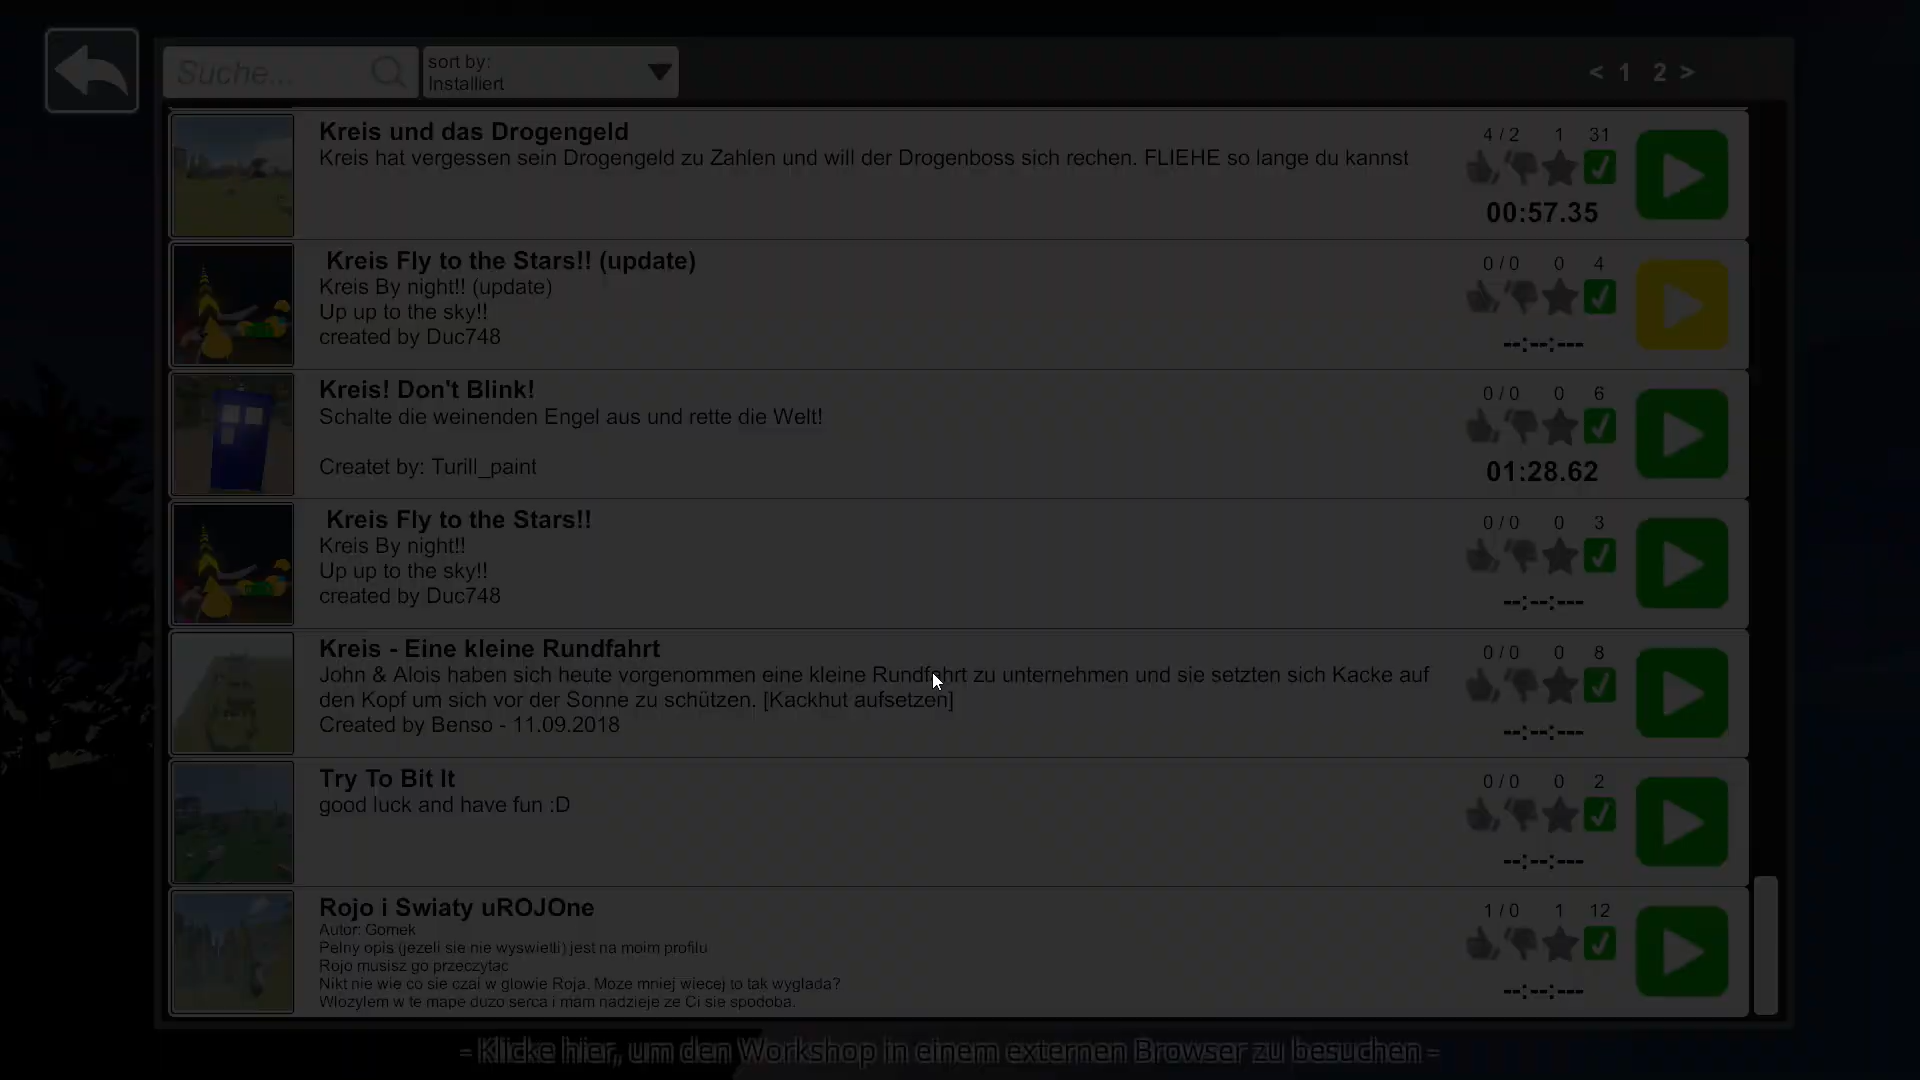 Suche...
sort by:
Installiert
< 1 2 >
Kreis und das Drogengeld
Kreis hat vergessen sein Drogengeld zu Zahlen und will der Drogenboss sich rechen. FLIEHE so lange du kannst
4 / 2 1 31
00:57.35
Kreis Fly to the Stars!! (update)
Kreis By night!! (update)
Up up to the sky!!
created by Duc748
0 / 0 0 4
--:--:---
Kreis! Don't Blink!
Schalte die weinenden Engel aus und rette die Welt!
Createt by: Turill_paint
0 / 0 0 6
01:28.62
Kreis Fly to the Stars!!
Kreis By night!!
Up up to the sky!!
created by Duc748
0 / 0 0 3
--:--:---
Kreis - Eine kleine Rundfahrt
John & Alois haben sich heute vorgenommen eine kleine Rundfahrt zu unternehmen und sie setzten sich Kacke auf
den Kopf um sich vor der Sonne zu schützen. [Kackhut aufsetzen]
Created by Benso - 11.09.2018
0 / 0 0 8
--:--:---
Try To Bit It
good luck and have fun :D
0 / 0 0 2
--:--:---
Rojo i Swiaty uROJOne
Autor: Gomek
Pelny opis (jezeli sie nie wyswietli) jest na moim profilu
Rojo musisz go przeczytac
Nikt nie wie co sie czai w glowie Roja. Moze mniej wiecej to tak wyglada?
Wlozylem w te mape duzo serca i mam nadzieje ze Ci sie spodoba.
1 / 0 1 12
--:--:---
- Klicke hier, um den Workshop in einem externen Browser zu besuchen -